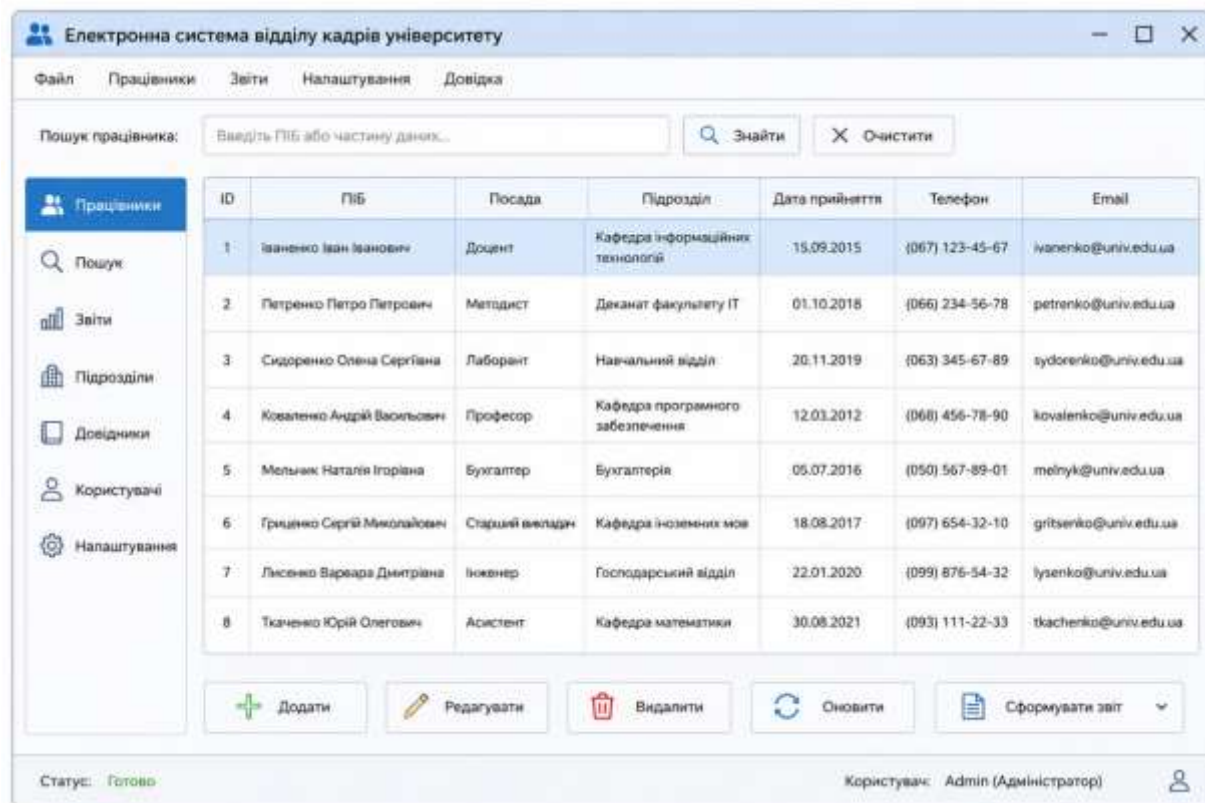 Електронна система відділу кадрів університету
Файл Працівники Звіти Налаштування Довідка
Пошук працівника: Введіть ПІБ або частину даних... Знайти Очистити
Працівники
Пошук
Звіти
Підрозділи
Довідники
Користувачі
Налаштування
ID ПІБ Посада Підрозділ Дата прийняття Телефон Email
1 Іваненко Іван Іванович Доцент Кафедра інформаційних технологій 15.09.2015 (067) 123-45-67 ivanenko@univ.edu.ua
2 Петренко Петро Петрович Методист Деканат факультету ІТ 01.10.2018 (066) 234-56-78 petrenko@univ.edu.ua
3 Сидоренко Олена Сергіївна Лаборант Навчальний відділ 20.11.2019 (063) 345-67-89 sydorenko@univ.edu.ua
4 Коваленко Андрій Васильович Професор Кафедра програмного забезпечення 12.03.2012 (068) 456-78-90 kovalenko@univ.edu.ua
5 Мельник Наталія Ігорівна Бухгалтер Бухгалтерія 05.07.2016 (050) 567-89-01 melnyk@univ.edu.ua
6 Гриценко Сергій Миколайович Старший викладач Кафедра іноземних мов 18.08.2017 (097) 654-32-10 gritsenko@univ.edu.ua
7 Лисенко Варвара Дмитрівна Інженер Господарський відділ 22.01.2020 (099) 876-54-32 lysenko@univ.edu.ua
8 Ткаченко Юрій Олегович Асистент Кафедра математики 30.08.2021 (093) 111-22-33 tkachenko@univ.edu.ua
Додати Редагувати Видалити Оновити Сформувати звіт
Статус: Готово Користувач: Admin (Адміністратор)